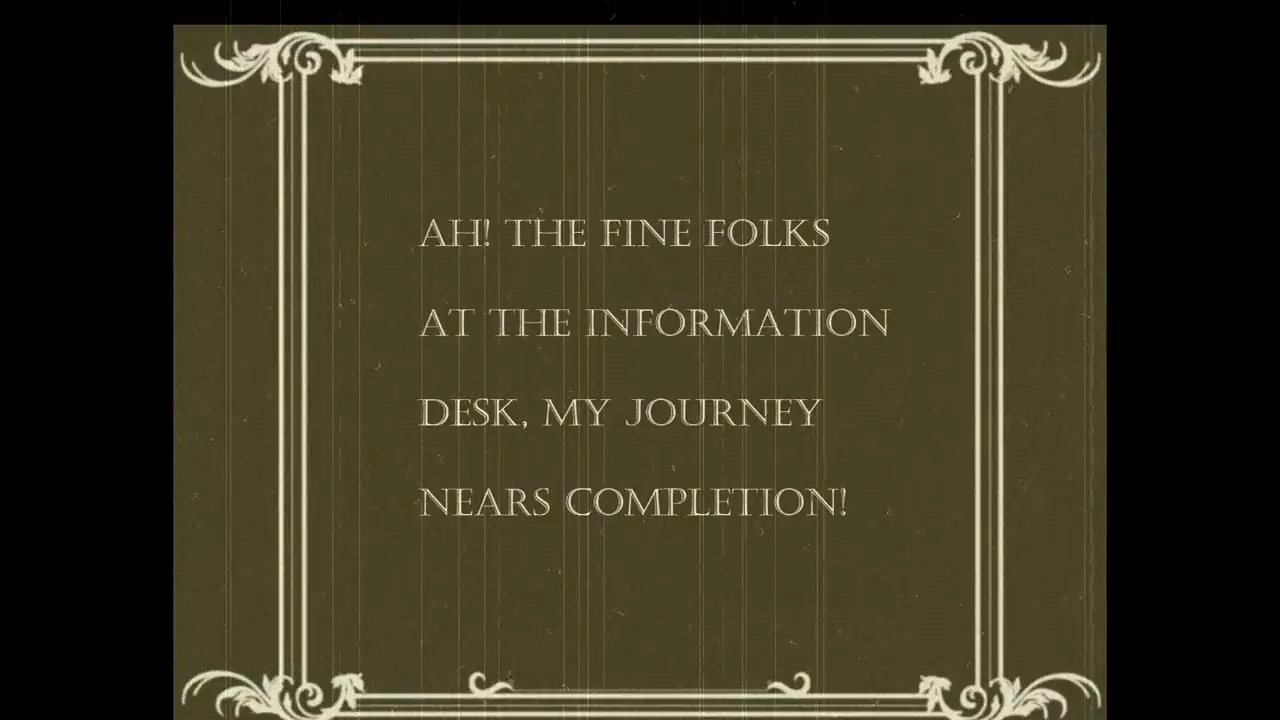 AH! THE FINE FOLKS
AT THE INFORMATION
DESK, MY JOURNEY
NEARS COMPLETION!